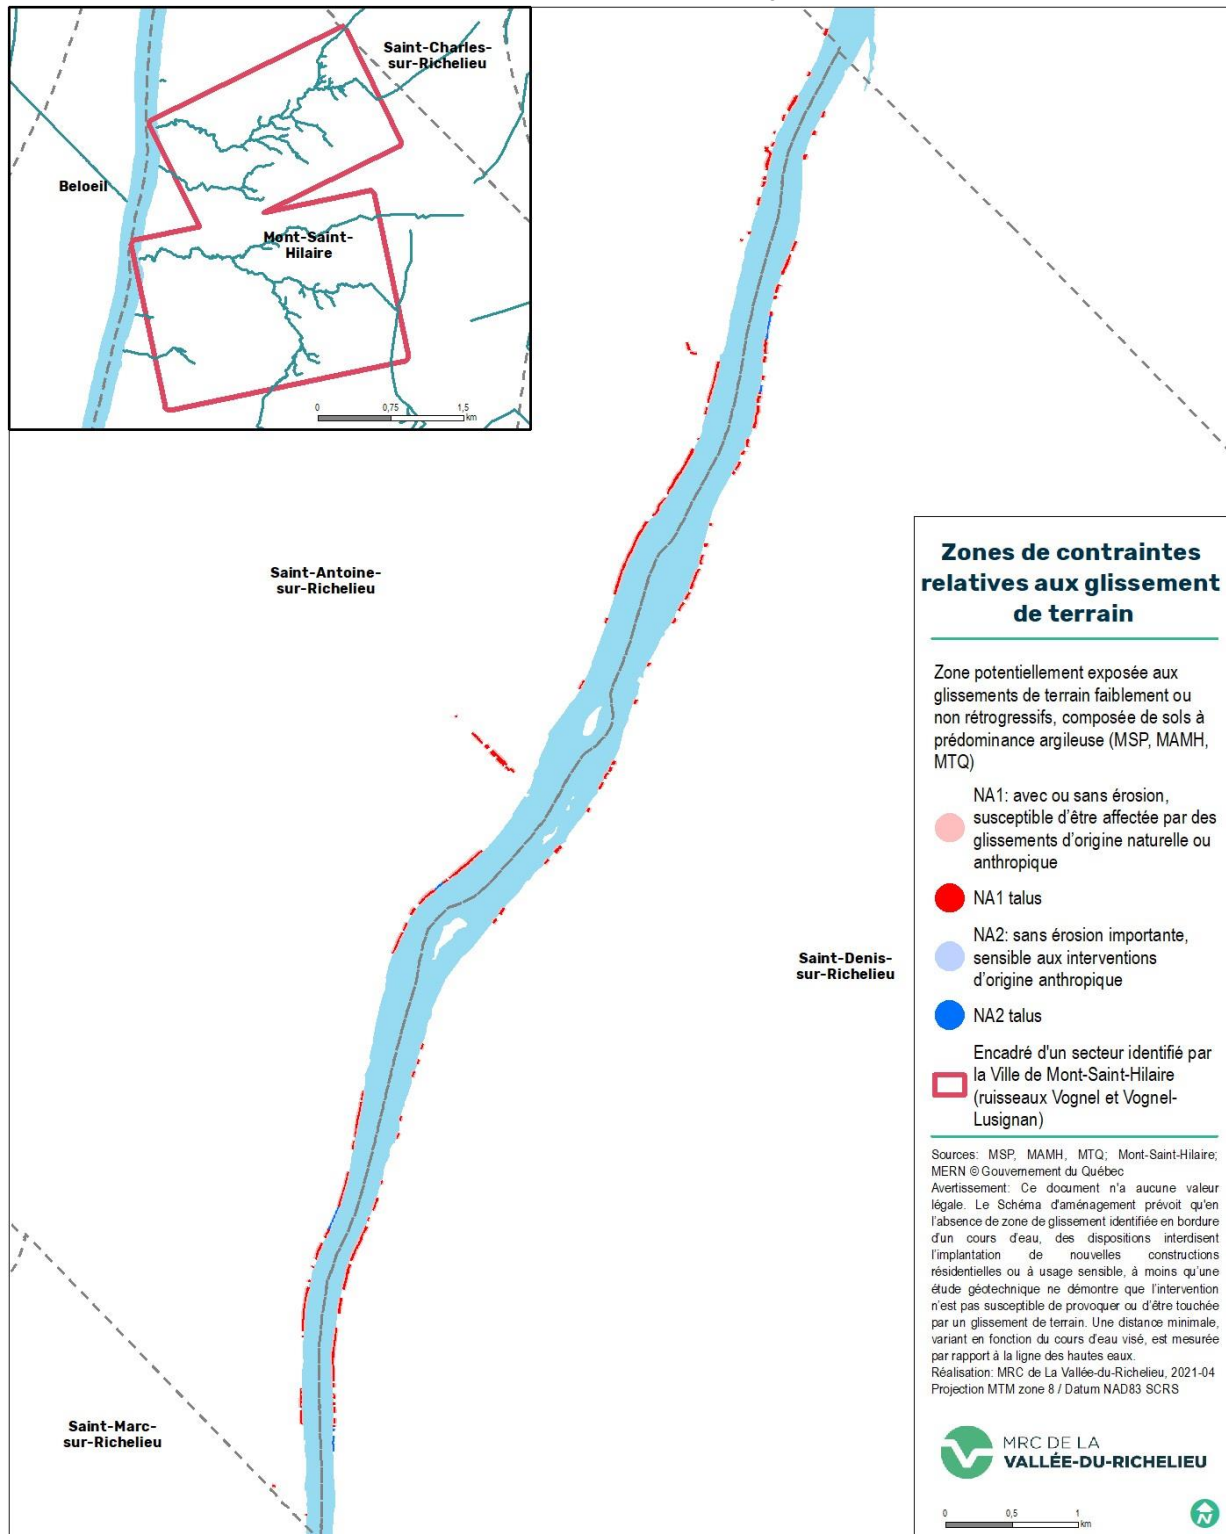 Saint-Charles-
sur-Richelieu
Beloeil
Mont-Saint-
Hilaire
0 0,75 1,5
km
Saint-Antoine-
sur-Richelieu
Saint-Denis-
sur-Richelieu
Saint-Marc-
sur-Richelieu
Zones de contraintes
relatives aux glissement
de terrain
Zone potentiellement exposée aux
glissements de terrain faiblement ou
non rétrogressifs, composée de sols à
prédominance argileuse (MSP, MAMH,
MTQ)
NA1: avec ou sans érosion,
susceptible d'être affectée par des
glissements d'origine naturelle ou
anthropique
NA1 talus
NA2: sans érosion importante,
sensible aux interventions
d'origine anthropique
NA2 talus
Encadré d'un secteur identifié par
la Ville de Mont-Saint-Hilaire
(ruisseaux Vognel et Vognel-
Lusignan)
Sources: MSP, MAMH, MTQ; Mont-Saint-Hilaire;
MERN © Gouvernement du Québec
Avertissement: Ce document n'a aucune valeur
légale. Le Schéma d'aménagement prévoit qu'en
l'absence de zone de glissement identifiée en bordure
d'un cours d'eau, des dispositions interdisent
l'implantation de nouvelles constructions
résidentielles ou à usage sensible, à moins qu'une
étude géotechnique ne démontre que l'intervention
n'est pas susceptible de provoquer ou d'être touchée
par un glissement de terrain. Une distance minimale,
variant en fonction du cours d'eau visé, est mesurée
par rapport à la ligne des hautes eaux.
Réalisation: MRC de La Vallée-du-Richelieu, 2021-04
Projection MTM zone 8 / Datum NAD83 SCRS
MRC DE LA
VALLÉE-DU-RICHELIEU
0 0,5 1
km
N